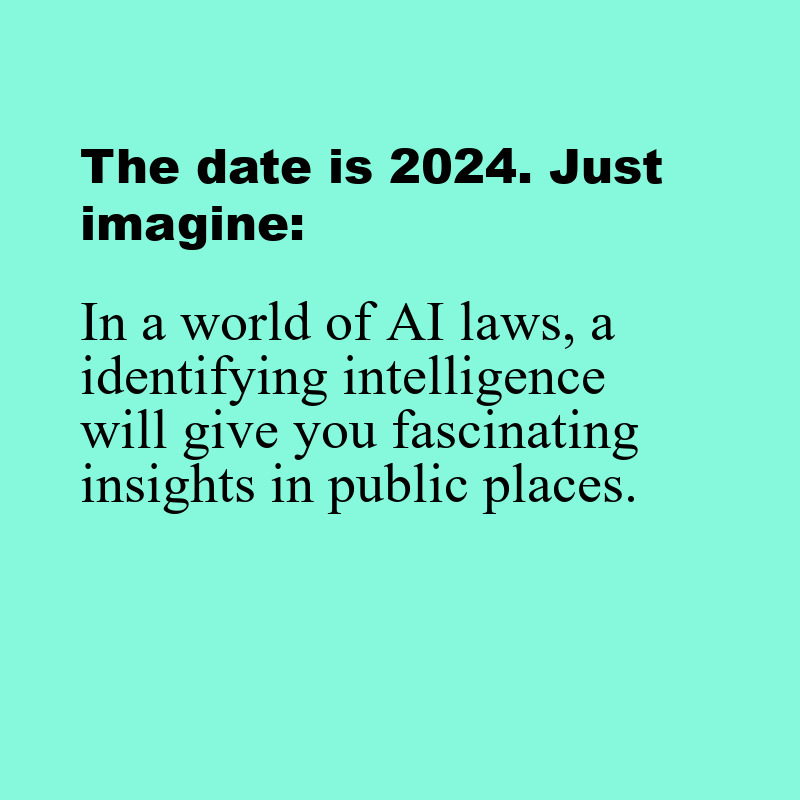 The date is 2024. Just
imagine:
In a world of AI laws, a
identifying intelligence
will give you fascinating
insights in public places.